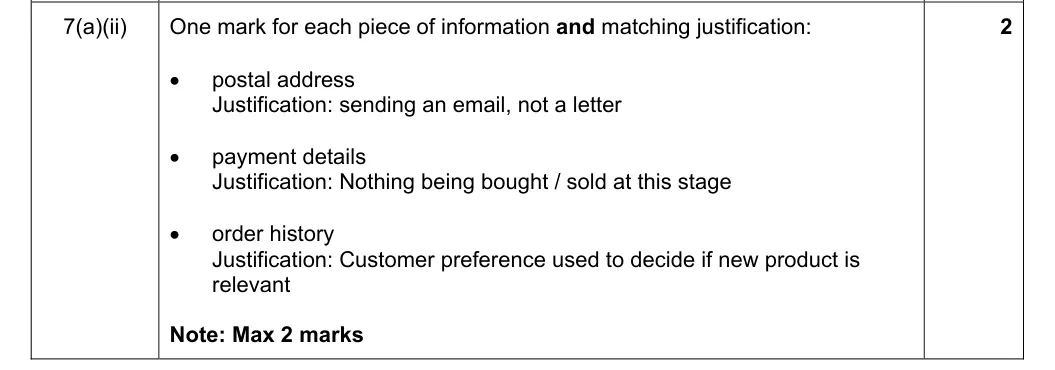 7(a)(ii) One mark for each piece of information and matching justification: 2
• postal address
Justification: sending an email, not a letter
• payment details
Justification: Nothing being bought / sold at this stage
• order history
Justification: Customer preference used to decide if new product is
relevant
Note: Max 2 marks